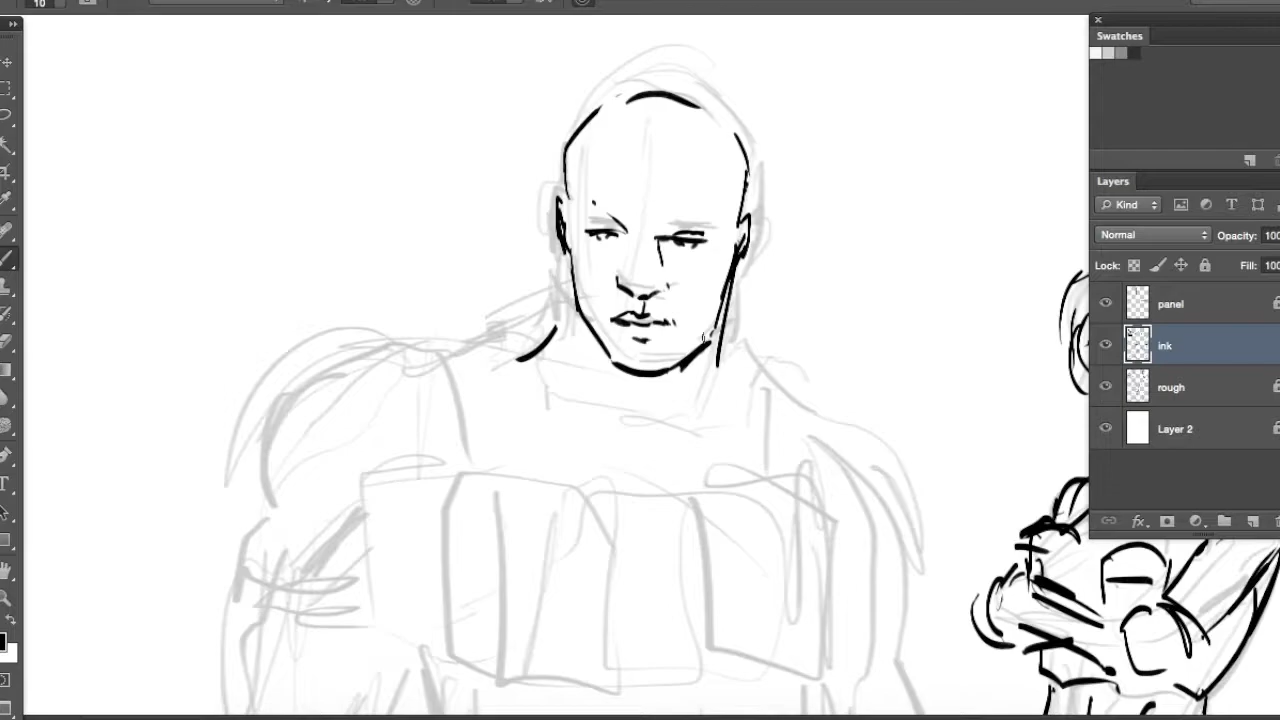 10
Swatches
Layers
Kind
Normal Opacity: 100
Lock: Fill: 100
panel
ink
rough
Layer 2